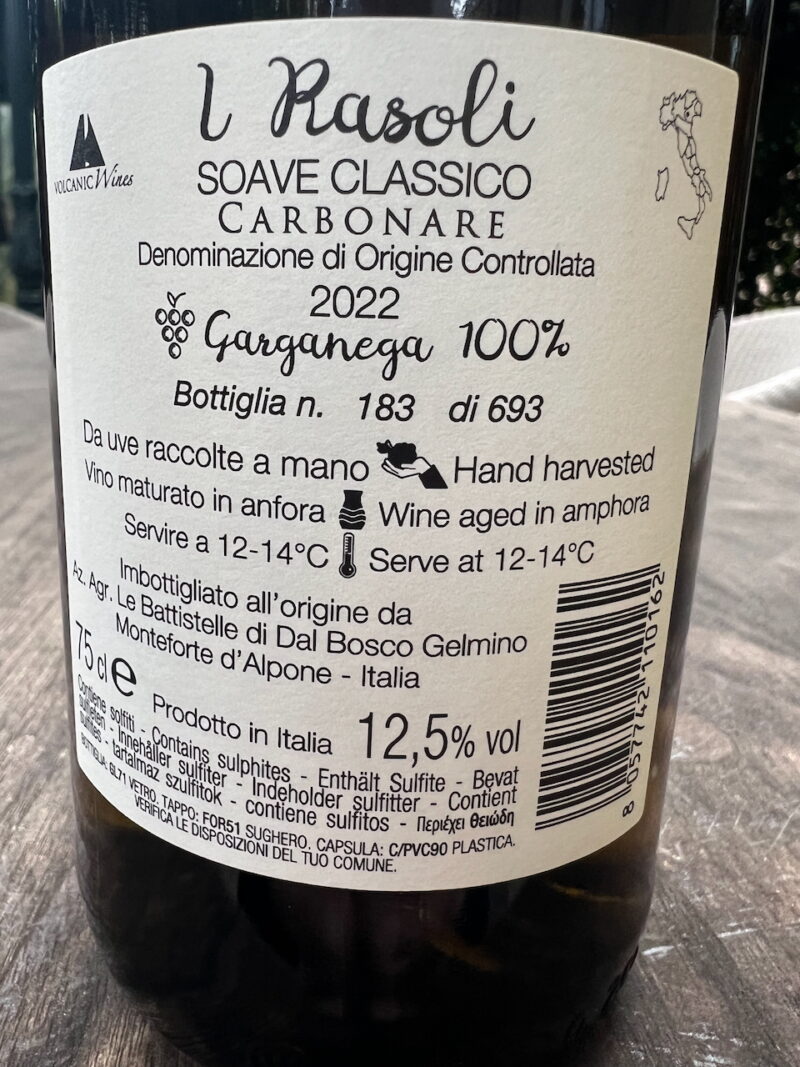 I Rasoli
VOLCANIC Wines
SOAVE CLASSICO
CARBONARE
Denominazione di Origine Controllata
2022
Garganega 100%
Bottiglia n. 183 di 693
Da uve raccolte a mano Hand harvested
Vino maturato in anfora Wine aged in amphora
Servire a 12-14°C Serve at 12-14°C
Imbottigliato all'origine da
Az. Agr. Le Battistelle di Dal Bosco Gelmino
Monteforte d'Alpone - Italia
75 cl e
Prodotto in Italia 12,5% vol
Contiene solfiti - Contains sulphites - Enthält Sulfite - Bevat
sulfieten - Innehåller sulfiter - Indeholder sulfitter - Contient
sulfites - tartalmaz szulfitok - contiene sulfitos - Περιέχει θειώδη
BOTTIGLIA: GL71 VETRO. TAPPO: FOR51 SUGHERO. CAPSULA: C/PVC90 PLASTICA.
VERIFICA LE DISPOSIZIONI DEL TUO COMUNE.
8 057742 110162